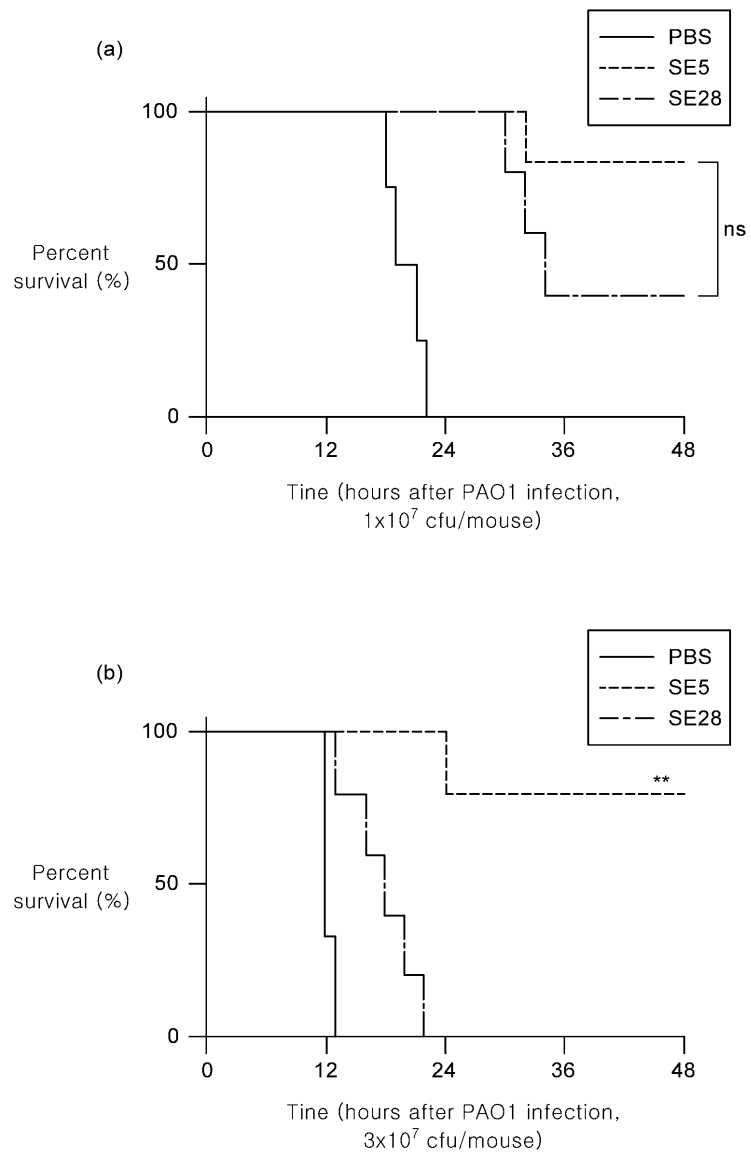 (a)
PBS
SE5
SE28
100
50
0
Percent
survival (%)
ns
0 12 24 36 48
Tine (hours after PAO1 infection,
1x10⁷ cfu/mouse)
(b)
PBS
SE5
SE28
100
50
0
Percent
survival (%)
**
0 12 24 36 48
Tine (hours after PAO1 infection,
3x10⁷ cfu/mouse)